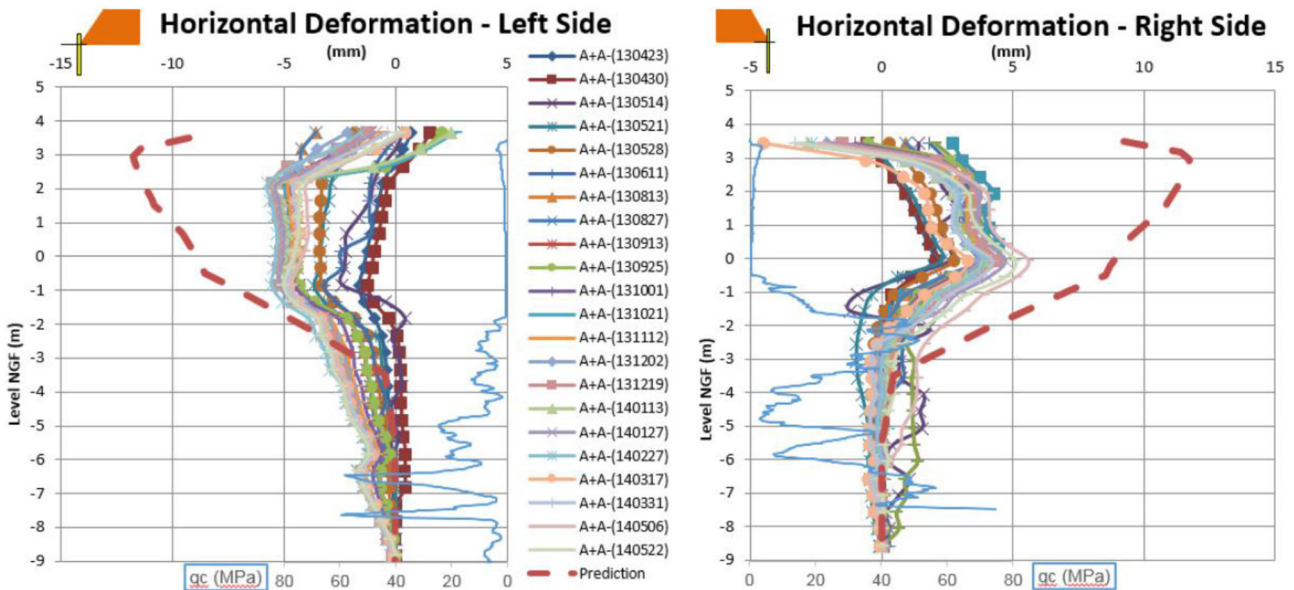 Horizontal Deformation - Left Side
(mm)
-15 -10 -5 0 5
5
4
3
2
1
0
-1
-2
-3
-4
-5
-6
-7
-8
-9
Level NGF (m)
qc (MPa) 80 60 40 20 0
A+A-(130423)
A+A-(130430)
A+A-(130514)
A+A-(130521)
A+A-(130528)
A+A-(130611)
A+A-(130813)
A+A-(130827)
A+A-(130913)
A+A-(130925)
A+A-(131001)
A+A-(131021)
A+A-(131112)
A+A-(131202)
A+A-(131219)
A+A-(140113)
A+A-(140127)
A+A-(140227)
A+A-(140317)
A+A-(140331)
A+A-(140506)
A+A-(140522)
Prediction
Horizontal Deformation - Right Side
(mm)
-5 0 5 10 15
5
4
3
2
1
0
-1
-2
-3
-4
-5
-6
-7
-8
-9
Level NGF (m)
0 20 40 60 80 qc (MPa)